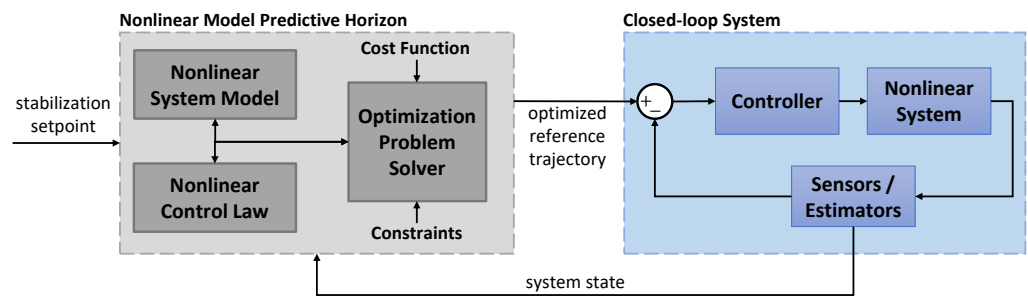 Nonlinear Model Predictive Horizon
Closed-loop System
Cost Function
Nonlinear
System Model
stabilization
setpoint
Optimization
Problem
Solver
Nonlinear
Control Law
Constraints
optimized
reference
trajectory
+
−
Controller
Nonlinear
System
Sensors /
Estimators
system state